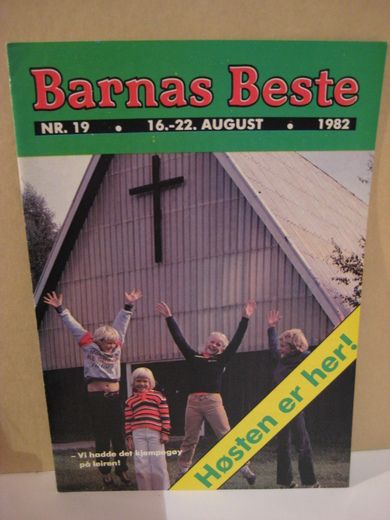 Barnas Beste
NR. 19 • 16.-22. AUGUST • 1982
Høsten er her!
- Vi hadde det kjempegøy
på leiren!